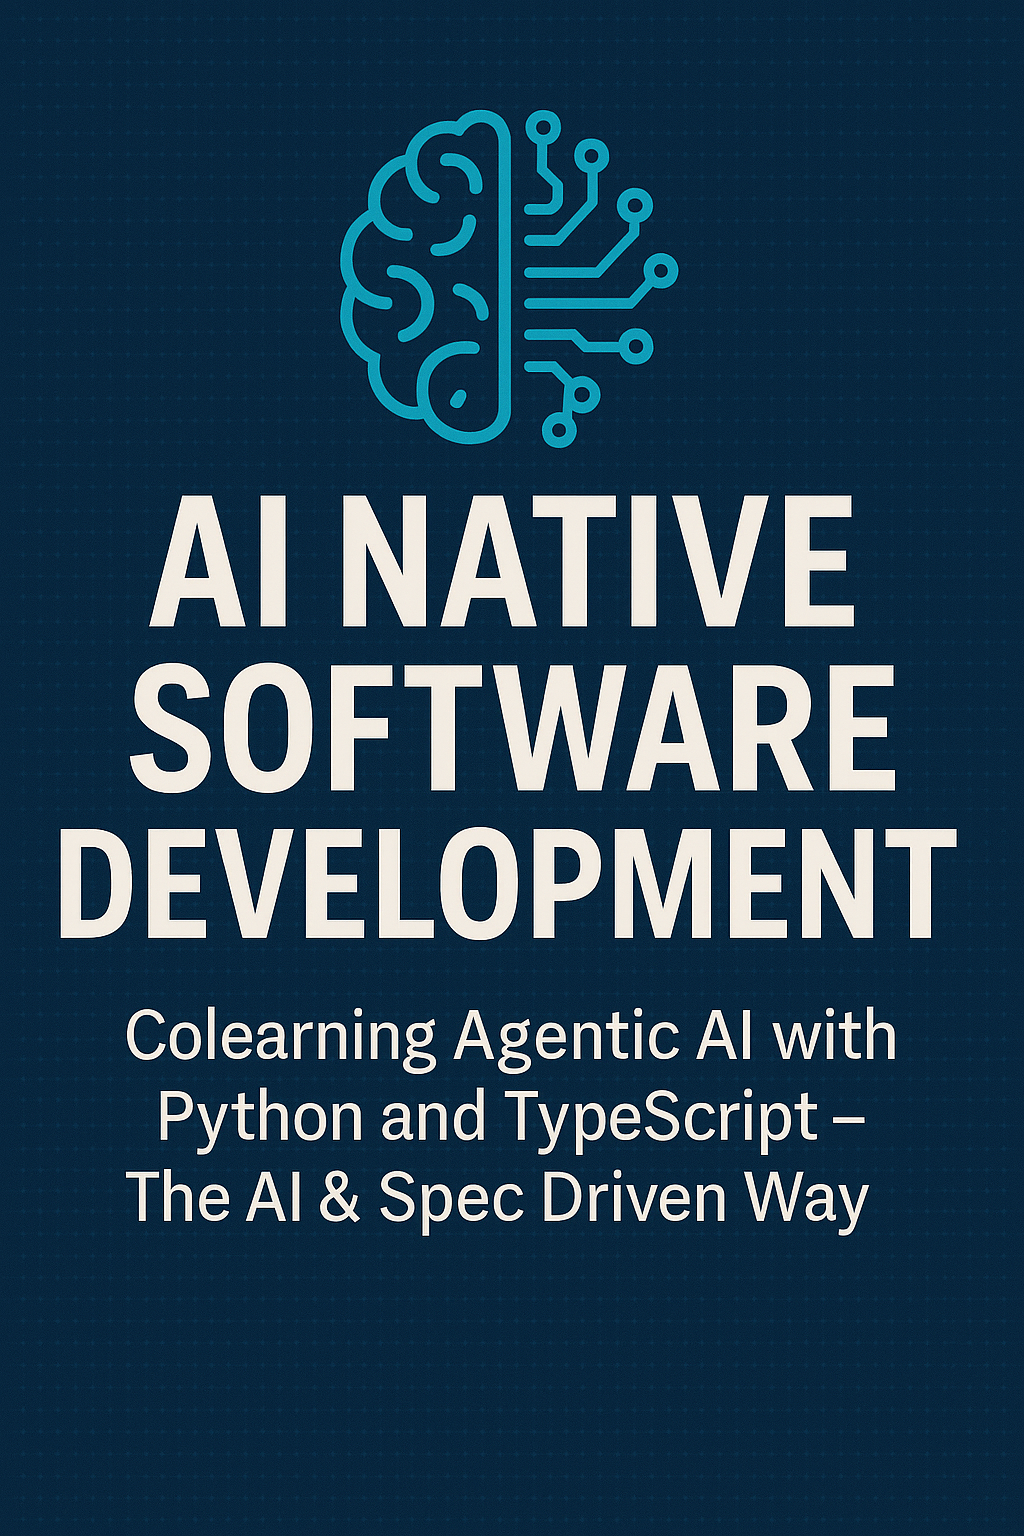 AI NATIVE
SOFTWARE
DEVELOPMENT
Colearning Agentic AI with
Python and TypeScript –
The AI & Spec Driven Way